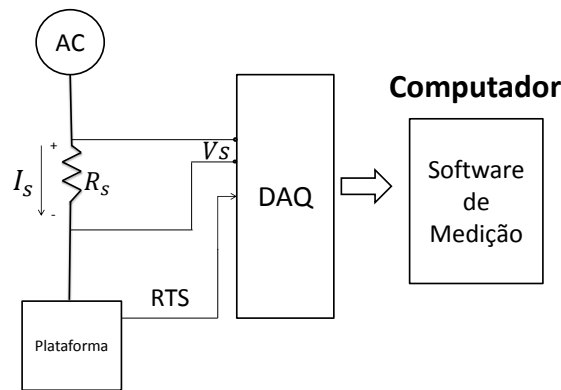 AC
Computador
+
Vs
I_s
R_s
-
DAQ
Software
de
Medição
RTS
Plataforma